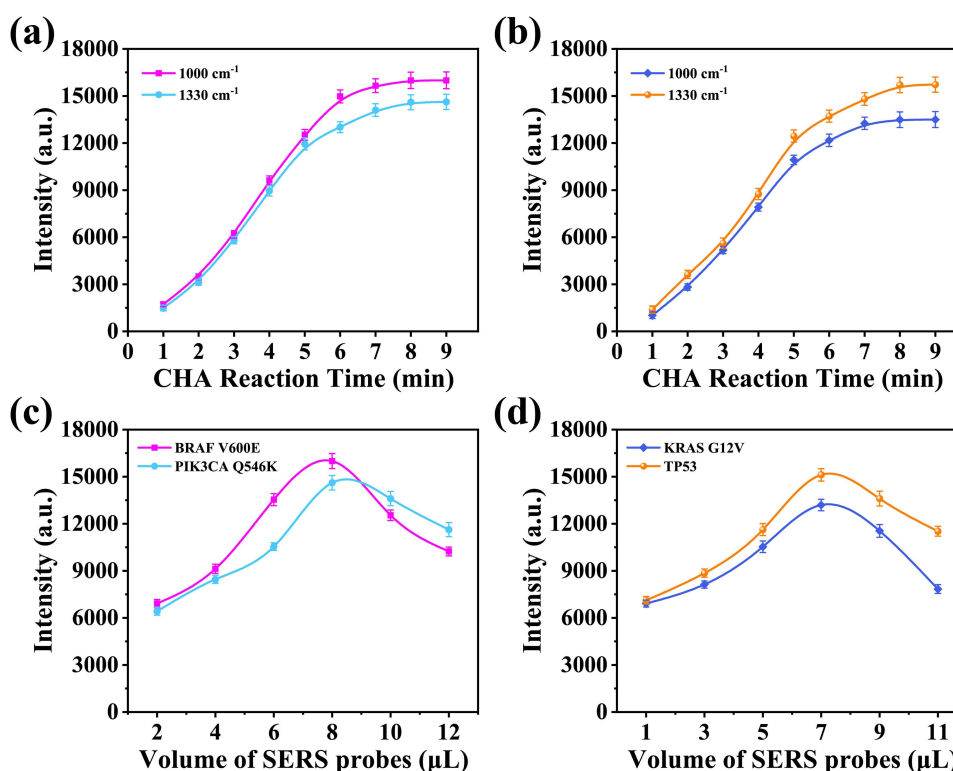 (a)
18000
15000
12000
9000
6000
3000
0
Intensity (a.u.)
1000 cm⁻¹
1330 cm⁻¹
0 1 2 3 4 5 6 7 8 9
CHA Reaction Time (min)
(b)
18000
15000
12000
9000
6000
3000
0
Intensity (a.u.)
1000 cm⁻¹
1330 cm⁻¹
0 1 2 3 4 5 6 7 8 9
CHA Reaction Time (min)
(c)
18000
15000
12000
9000
6000
3000
0
Intensity (a.u.)
BRAF V600E
PIK3CA Q546K
2 4 6 8 10 12
Volume of SERS probes (μL)
(d)
18000
15000
12000
9000
6000
3000
0
Intensity (a.u.)
KRAS G12V
TP53
1 3 5 7 9 11
Volume of SERS probes (μL)